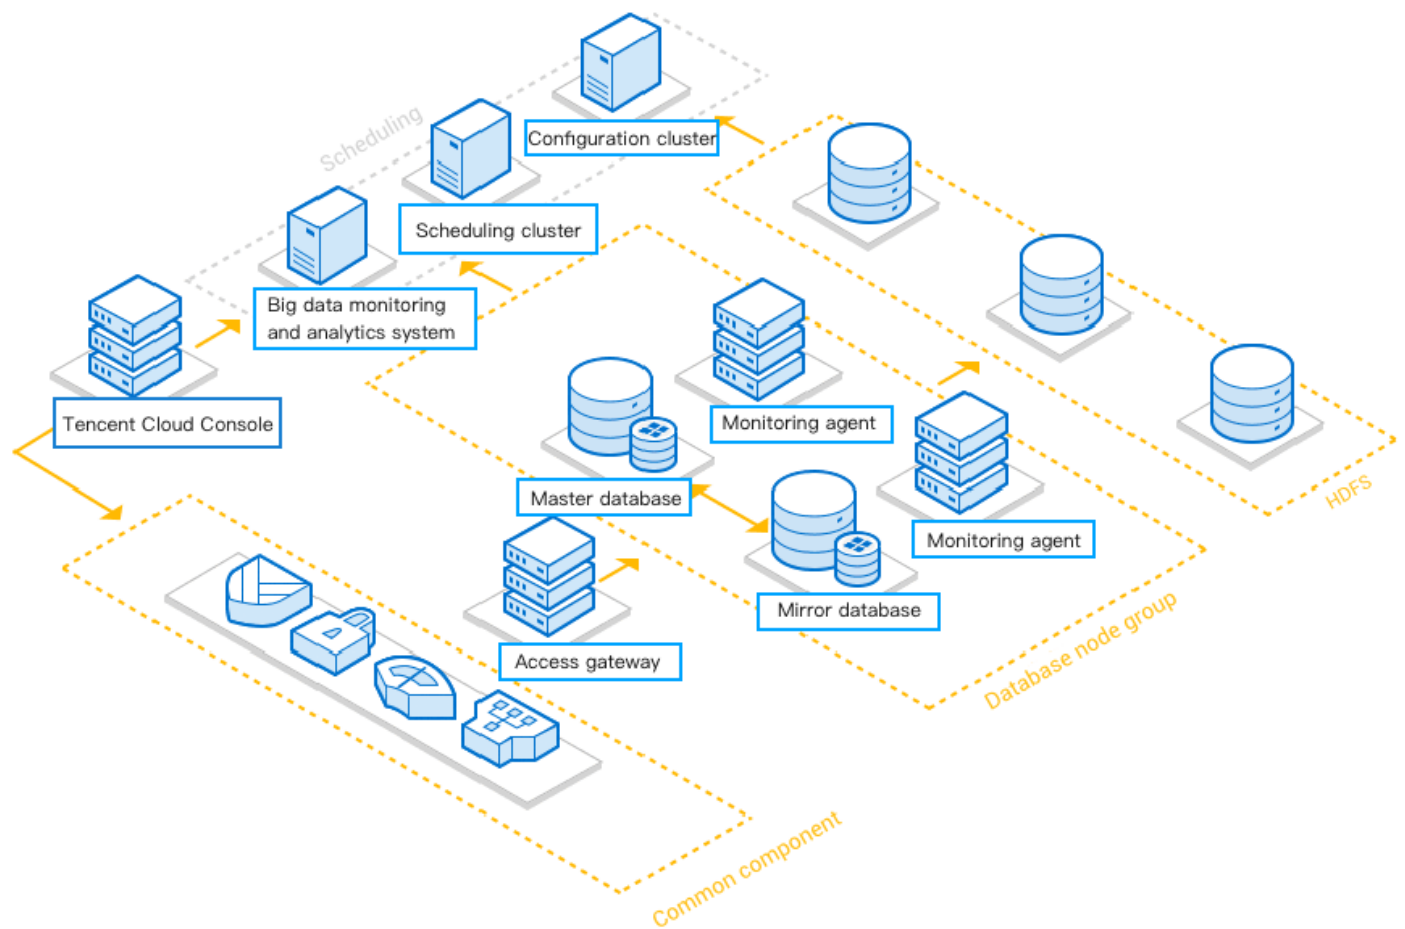 Scheduling
Configuration cluster
Scheduling cluster
Big data monitoring
and analytics system
Tencent Cloud Console
Monitoring agent
Master database
Monitoring agent
Mirror database
Access gateway
HDFS
Database node group
Common component